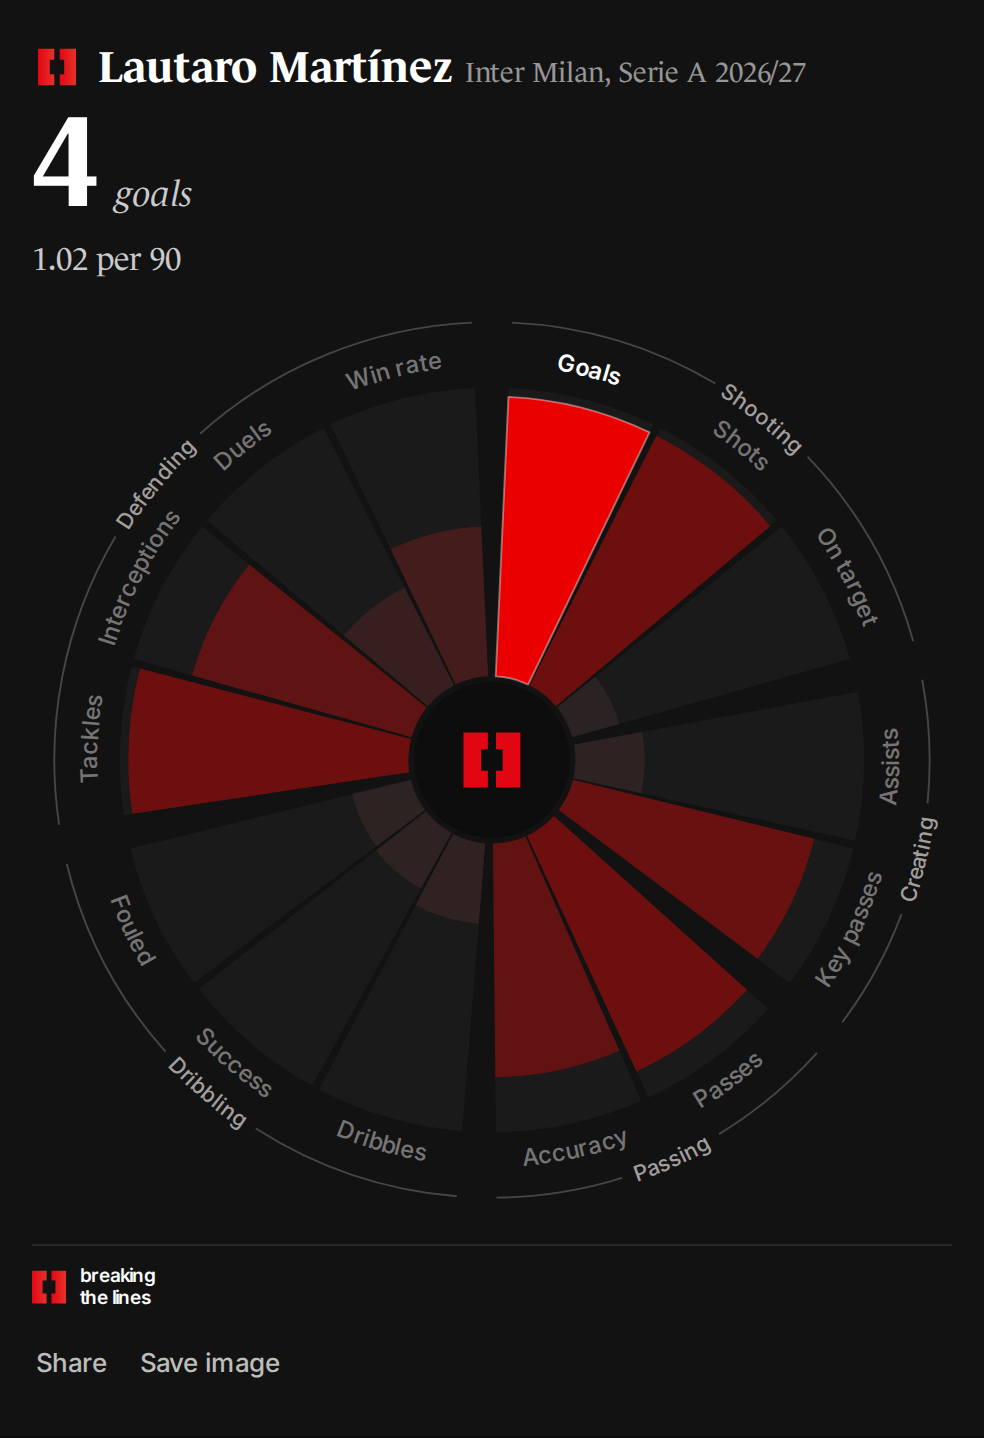 Lautaro Martínez Inter Milan, Serie A 2026/27
4 goals
1.02 per 90
Goals
Shooting
Shots
On target
Assists
Creating
Key passes
Passes
Passing
Accuracy
Dribbles
Dribbling
Success
Fouled
Tackles
Interceptions
Defending
Duels
Win rate
breaking
the lines
Share Save image